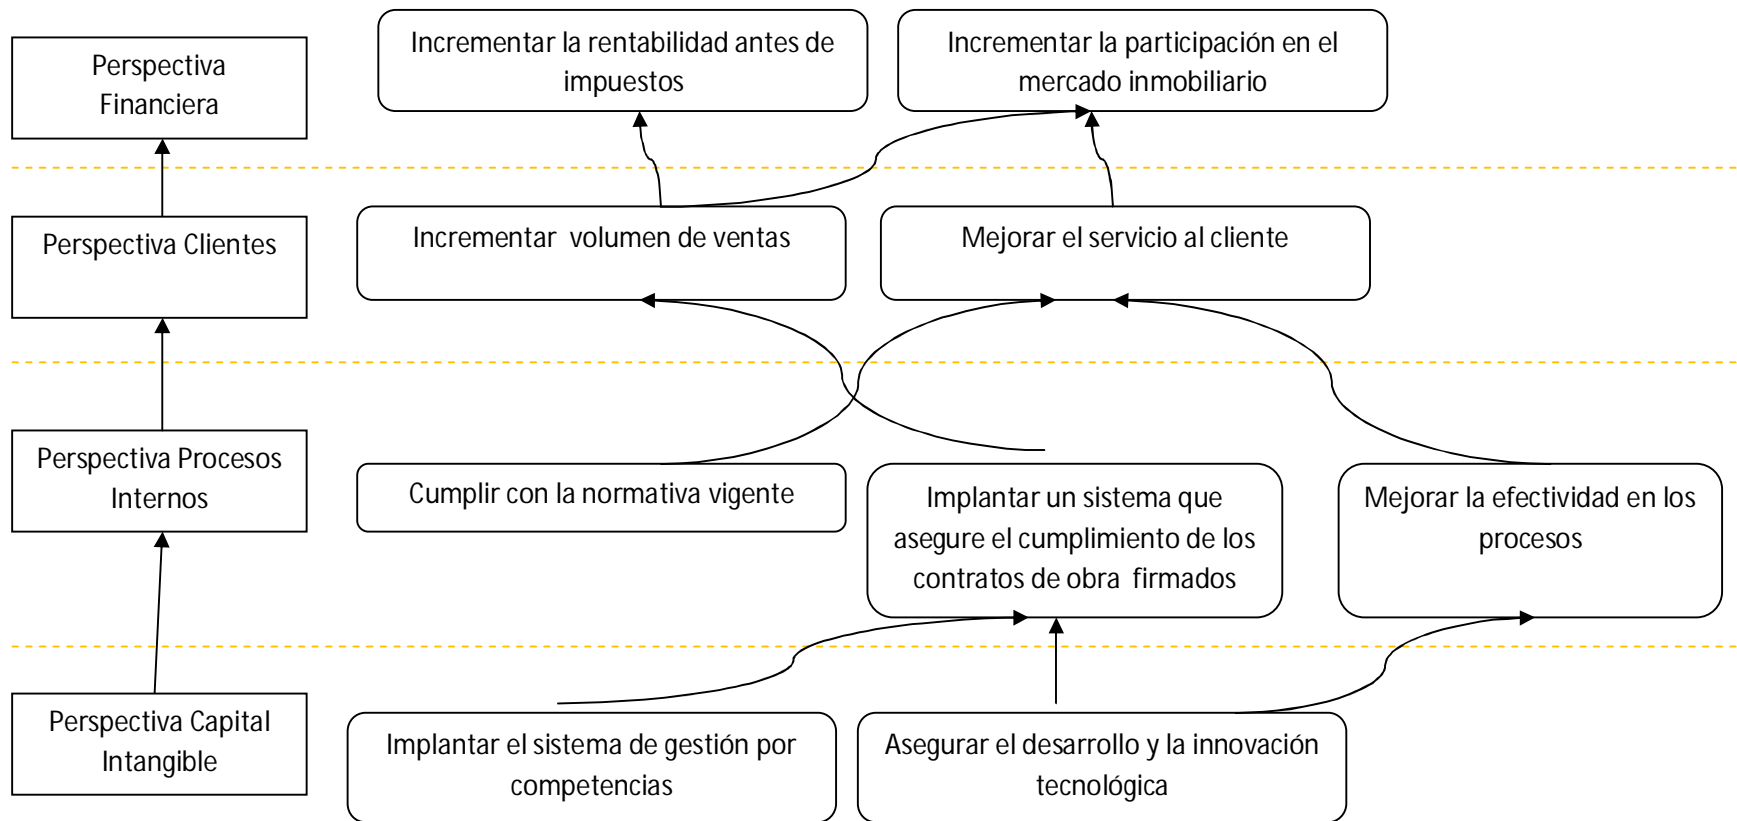 Perspectiva
Financiera
Incrementar la rentabilidad antes de
impuestos
Incrementar la participación en el
mercado inmobiliario
Perspectiva Clientes
Incrementar  volumen de ventas
Mejorar el servicio al cliente
Perspectiva Procesos
Internos
Cumplir con la normativa vigente
Implantar un sistema que
asegure el cumplimiento de los
contratos de obra  firmados
Mejorar la efectividad en los
procesos
Perspectiva Capital
Intangible
Implantar el sistema de gestión por
competencias
Asegurar el desarrollo y la innovación
tecnológica